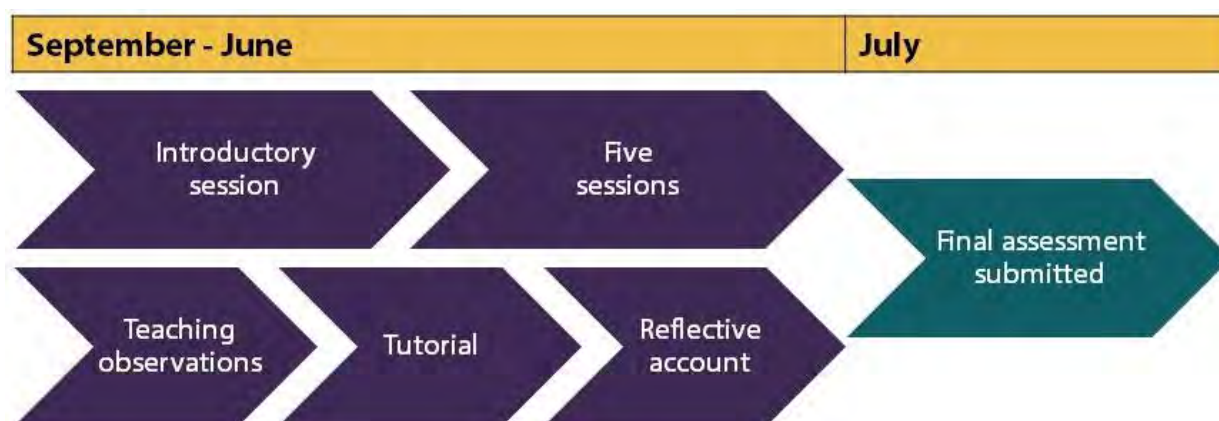 September - June
July
Introductory
session
Five
sessions
Final assessment
submitted
Teaching
observations
Tutorial
Reflective
account